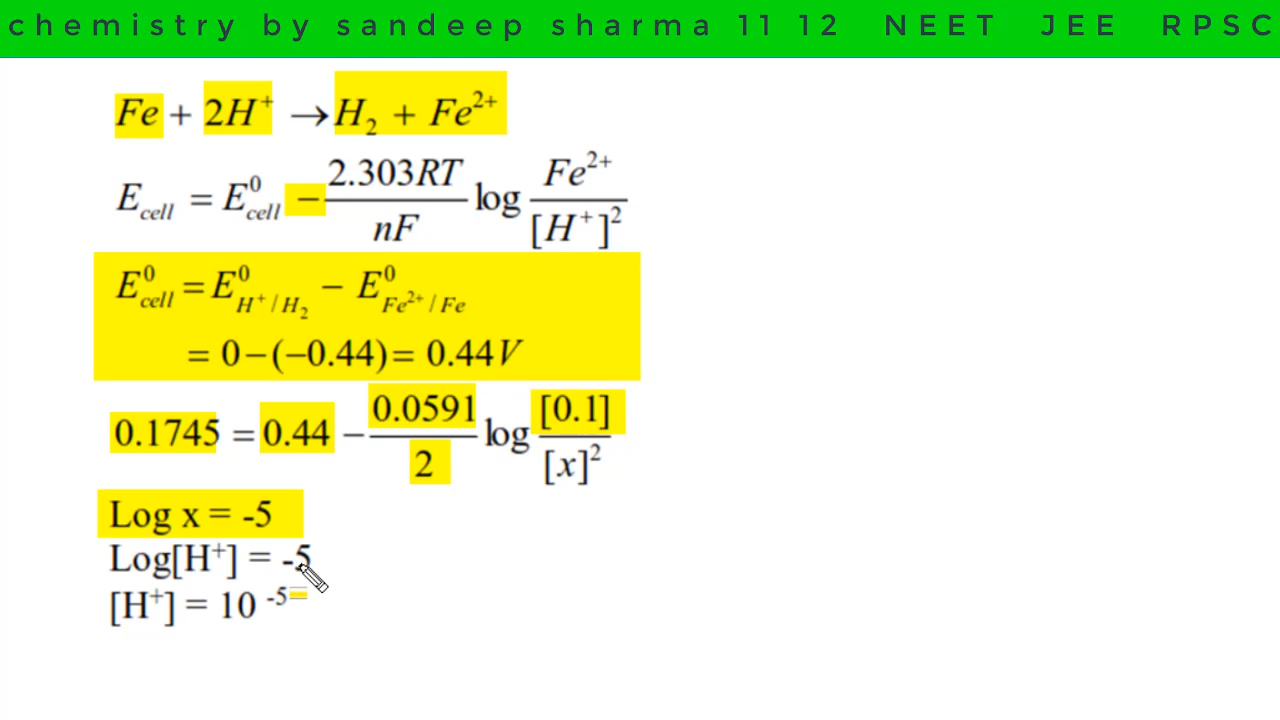 chemistry by sandeep sharma 11 12 NEET JEE RPSC
Fe + 2H⁺ → H₂ + Fe²⁺
E_cell = E⁰_cell − 2.303RT/nF log Fe²⁺/[H⁺]²
E⁰_cell = E⁰_H⁺/H₂ − E⁰_Fe²⁺/Fe
= 0−(−0.44) = 0.44V
0.1745 = 0.44 − 0.0591/2 log [0.1]/[x]²
Log x = -5
Log[H⁺] = -5
[H⁺] = 10⁻⁵